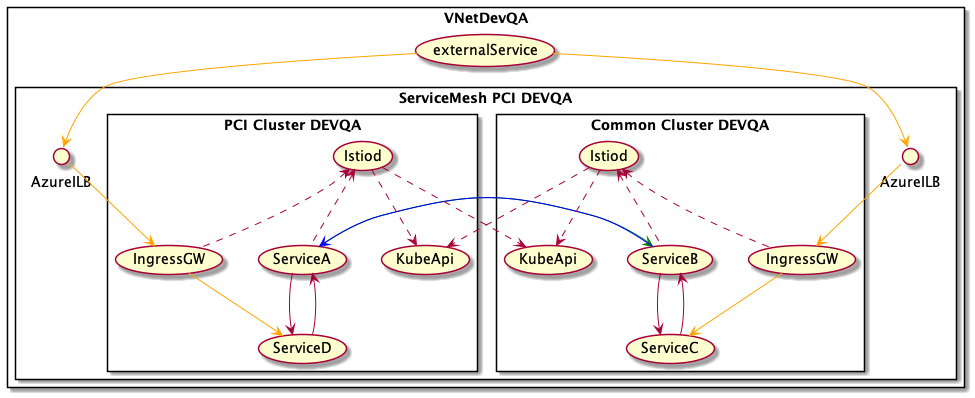 VNetDevQA
externalService
ServiceMesh PCI DEVQA
PCI Cluster DEVQA
Common Cluster DEVQA
Istiod
Istiod
AzureILB
AzureILB
IngressGW
ServiceA
KubeApi
KubeApi
ServiceB
IngressGW
ServiceD
ServiceC